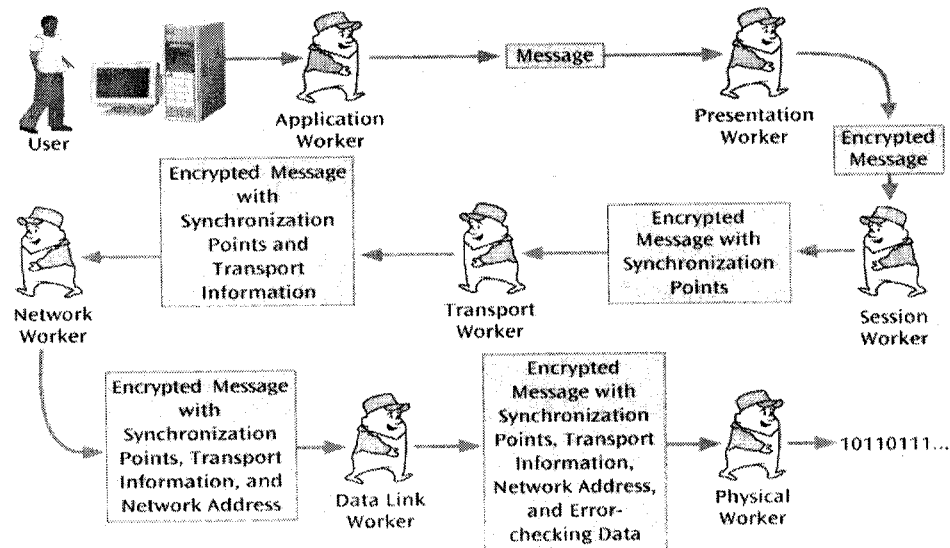 User
Application
Worker
Message
Presentation
Worker
Encrypted
Message
Session
Worker
Encrypted
Message with
Synchronization
Points
Transport
Worker
Encrypted Message
with
Synchronization
Points and
Transport
Information
Network
Worker
Encrypted Message
with
Synchronization
Points, Transport
Information, and
Network Address
Data Link
Worker
Encrypted
Message with
Synchronization
Points, Transport
Information,
Network Address,
and Error-
checking Data
Physical
Worker
10110111...